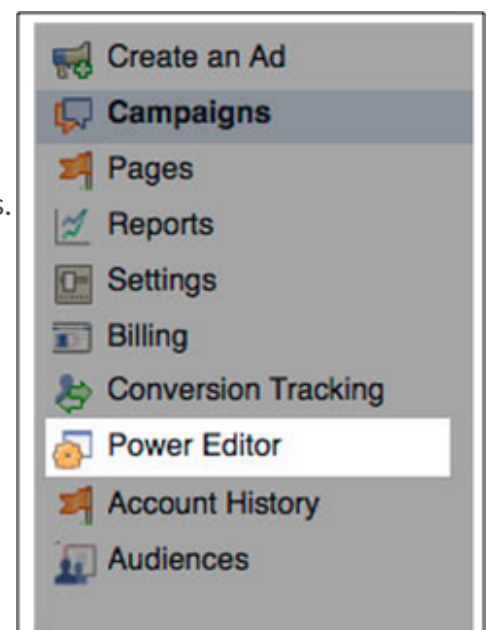 Create an Ad
Campaigns
Pages
s.
Reports
Settings
Billing
Conversion Tracking
Power Editor
Account History
Audiences